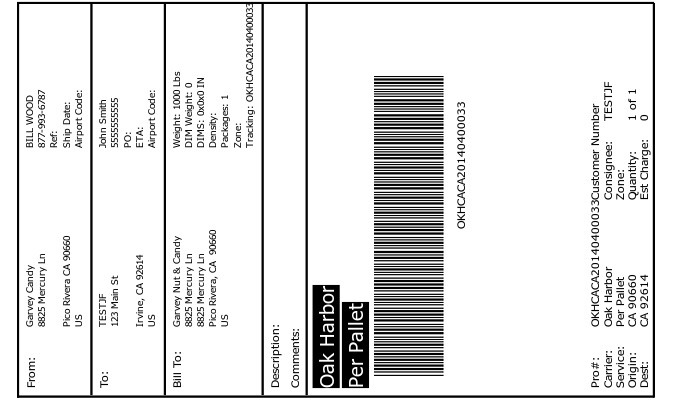 From: Garvey Candy BILL WOOD
8825 Mercury Ln 877-993-6787
Ref:
Pico Rivera CA 90660 Ship Date:
US Airport Code:
To: TESTJF John Smith
123 Main St 5555555555
PO:
Irvine, CA 92614 ETA:
US Airport Code:
Bill To: Garvey Nut & Candy Weight: 1000 Lbs
8825 Mercury Ln DIM Weight: 0
8825 Mercury Ln DIMS: 0x0x0 IN
Pico Rivera, CA 90660 Density:
US Packages: 1
Zone:
Tracking: OKHCACA20140400033
Description:
Comments:
Oak Harbor
Per Pallet
OKHCACA20140400033
Pro#: OKHCACA20140400033Customer Number
Carrier: Oak Harbor Consignee: TESTJF
Service: Per Pallet Zone:
Origin: CA 90660 Quantity: 1 of 1
Dest: CA 92614 Est Charge: 0